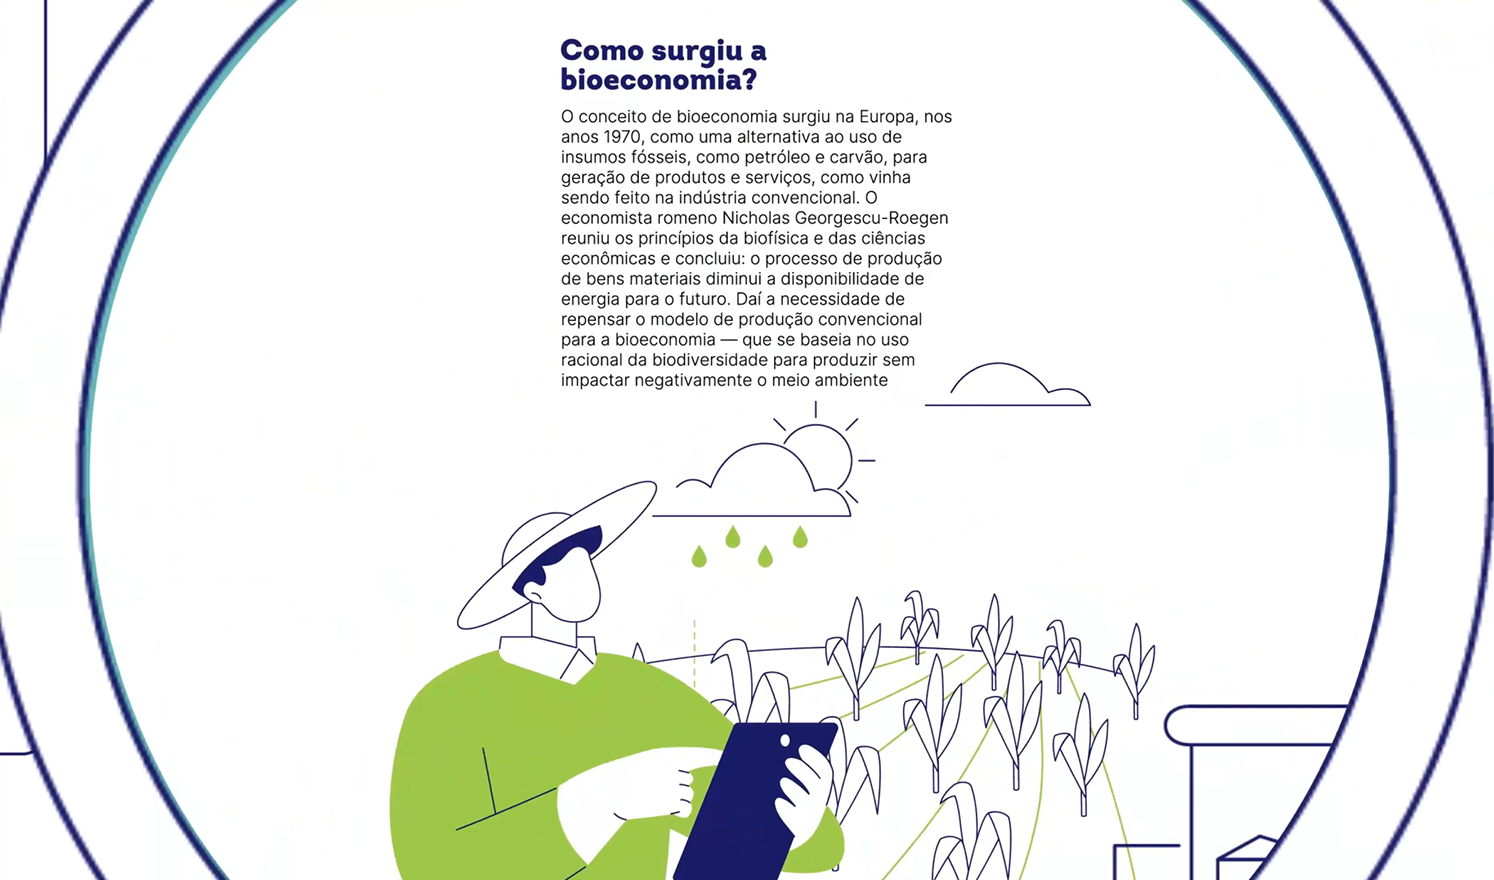 Como surgiu a
bioeconomia?
O conceito de bioeconomia surgiu na Europa, nos
anos 1970, como uma alternativa ao uso de
insumos fósseis, como petróleo e carvão, para
geração de produtos e serviços, como vinha
sendo feito na indústria convencional. O
economista romeno Nicholas Georgescu-Roegen
reuniu os princípios da biofísica e das ciências
econômicas e concluiu: o processo de produção
de bens materiais diminui a disponibilidade de
energia para o futuro. Daí a necessidade de
repensar o modelo de produção convencional
para a bioeconomia — que se baseia no uso
racional da biodiversidade para produzir sem
impactar negativamente o meio ambiente